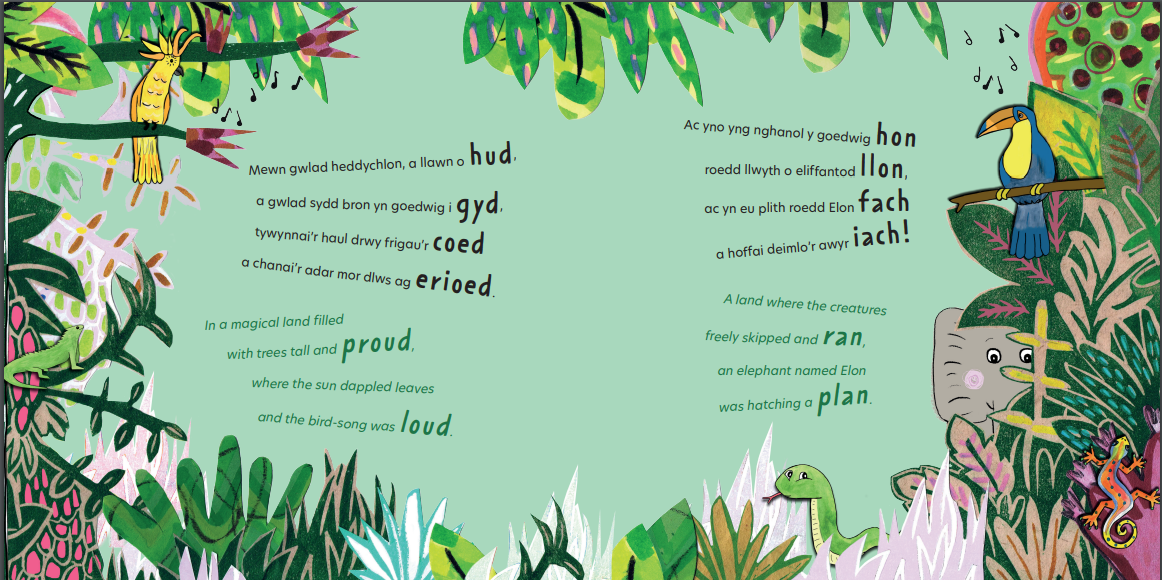 Mewn gwlad heddychlon, a llawn o hud,
a gwlad sydd bron yn goedwig i gyd,
tywynnai'r haul drwy frigau'r coed
a chanai'r adar mor dlws ag erioed.
In a magical land filled
with trees tall and proud,
where the sun dappled leaves
and the bird-song was loud.
Ac yno yng nghanol y goedwig hon
roedd llwyth o eliffantod llon,
ac yn eu plith roedd Elon fach
a hoffai deimlo'r awyr iach!
A land where the creatures
freely skipped and ran,
an elephant named Elon
was hatching a plan.